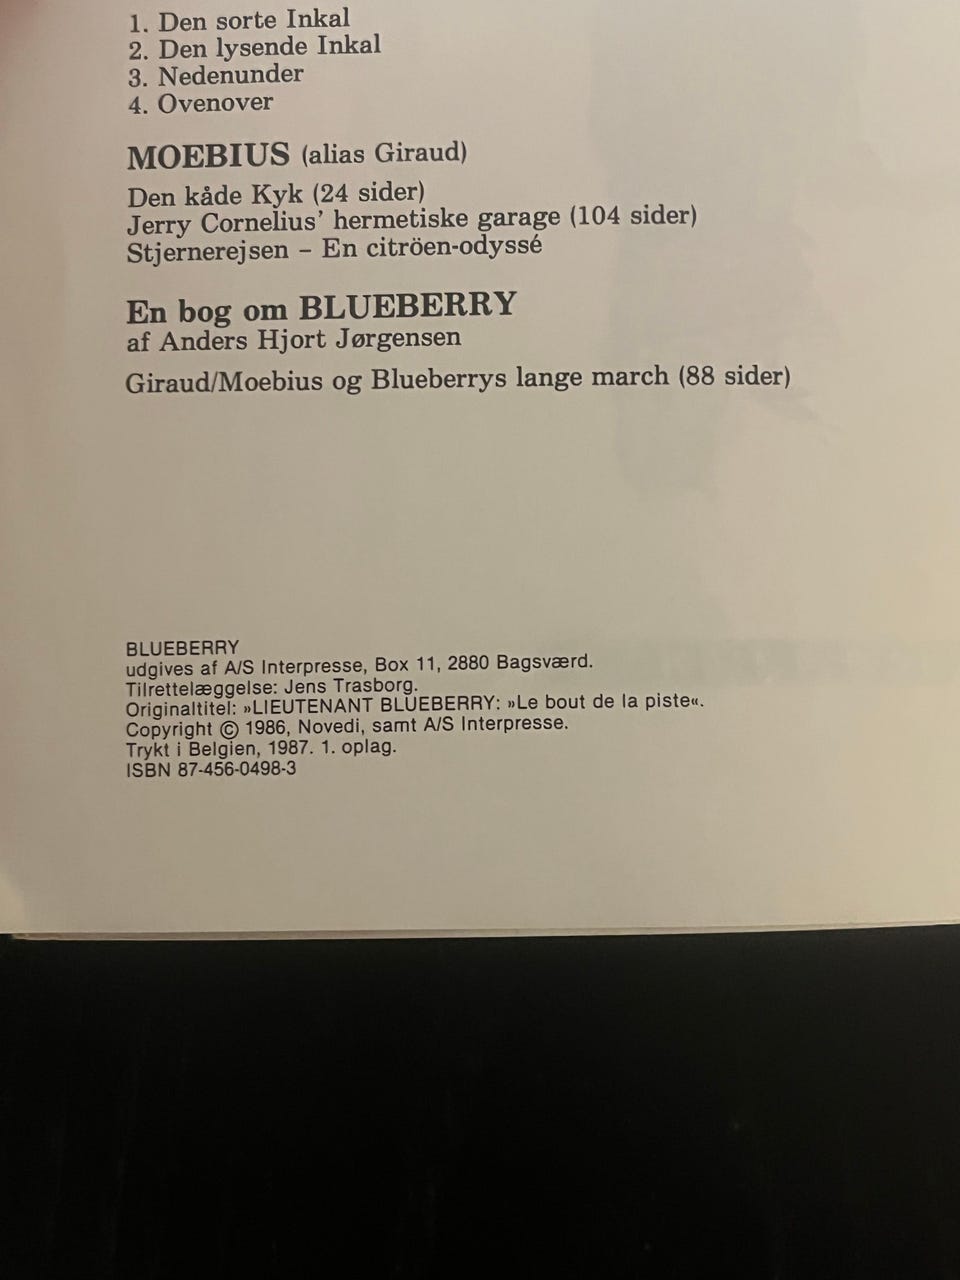 1. Den sorte Inkal
2. Den lysende Inkal
3. Nedenunder
4. Ovenover
MOEBIUS (alias Giraud)
Den kåde Kyk (24 sider)
Jerry Cornelius' hermetiske garage (104 sider)
Stjernerejsen – En citröen-odyssé
En bog om BLUEBERRY
af Anders Hjort Jørgensen
Giraud/Moebius og Blueberrys lange march (88 sider)
BLUEBERRY
udgives af A/S Interpresse, Box 11, 2880 Bagsværd.
Tilrettelæggelse: Jens Trasborg.
Originaltitel: »LIEUTENANT BLUEBERRY: »Le bout de la piste«.
Copyright © 1986, Novedi, samt A/S Interpresse.
Trykt i Belgien, 1987. 1. oplag.
ISBN 87-456-0498-3